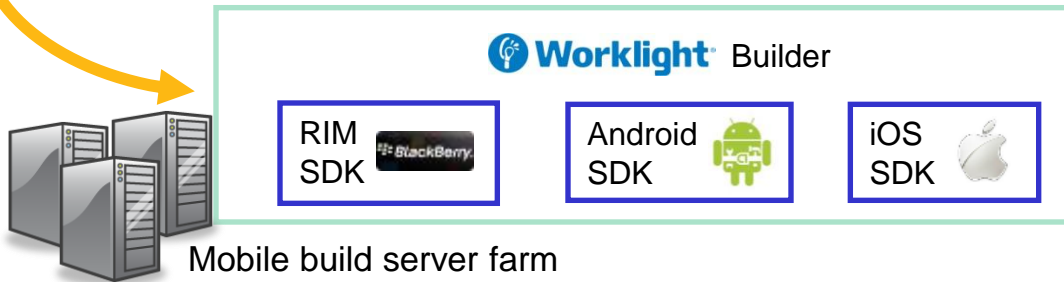 Worklight Builder
RIM
SDK
BlackBerry.
Android
SDK
iOS
SDK
Mobile build server farm